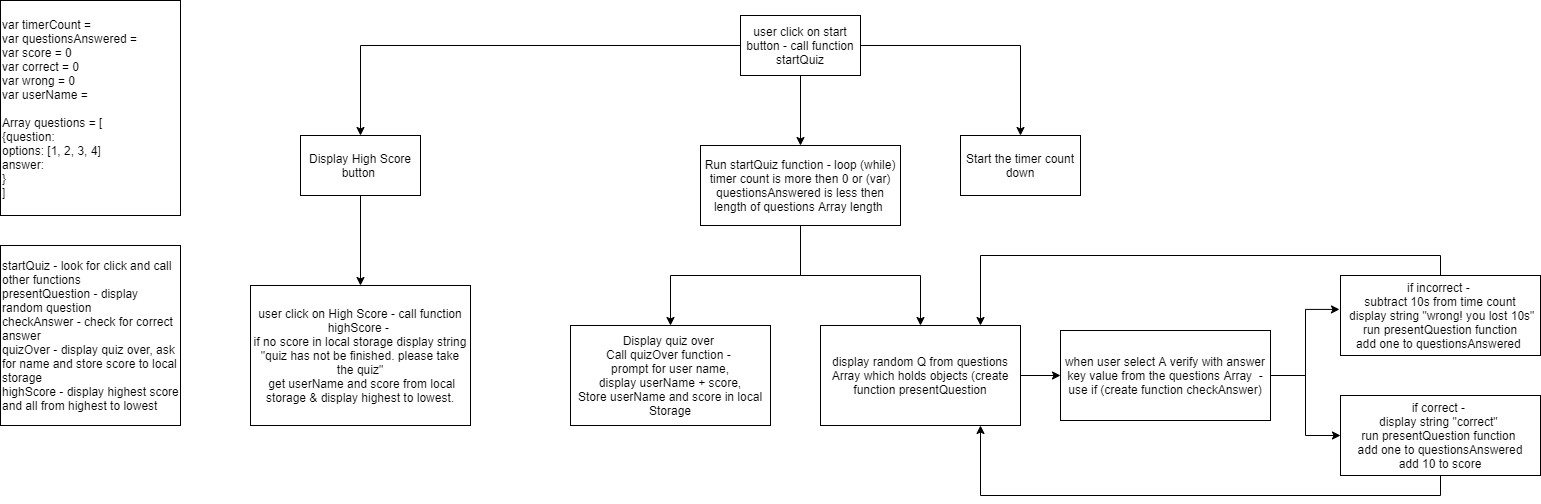 var timerCount =
var questionsAnswered =
var score = 0
var correct = 0
var wrong = 0
var userName =
Array questions = [
{question:
options: [1, 2, 3, 4]
answer:
}
]
startQuiz - look for click and call
other functions
presentQuestion - display
random question
checkAnswer - check for correct
answer
quizOver - display quiz over, ask
for name and store score to local
storage
highScore - display highest score
and all from highest to lowest
user click on start
button - call function
startQuiz
Display High Score
button
Run startQuiz function - loop (while)
timer count is more then 0 or (var)
questionsAnswered is less then
length of questions Array length
Start the timer count
down
user click on High Score - call function
highScore -
if no score in local storage display string
"quiz has not be finished. please take
the quiz"
get userName and score from local
storage & display highest to lowest.
Display quiz over
Call quizOver function -
prompt for user name,
display userName + score,
Store userName and score in local
Storage
display random Q from questions
Array which holds objects (create
function presentQuestion
when user select A verify with answer
key value from the questions Array -
use if (create function checkAnswer)
if incorrect -
subtract 10s from time count
display string "wrong! you lost 10s"
run presentQuestion function
add one to questionsAnswered
if correct -
display string "correct"
run presentQuestion function
add one to questionsAnswered
add 10 to score